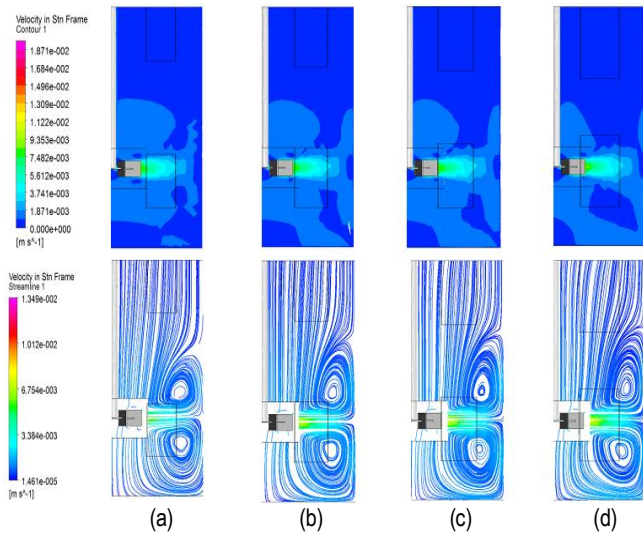 Velocity in Stn Frame
Contour 1
1.871e-002
1.684e-002
1.496e-002
1.309e-002
1.122e-002
9.353e-003
7.482e-003
5.612e-003
3.741e-003
1.871e-003
0.000e+000
[m s^-1]
Velocity in Stn Frame
Streamline 1
1.349e-002
1.012e-002
6.754e-003
3.384e-003
1.461e-005
[m s^-1]
(a)
(b)
(c)
(d)